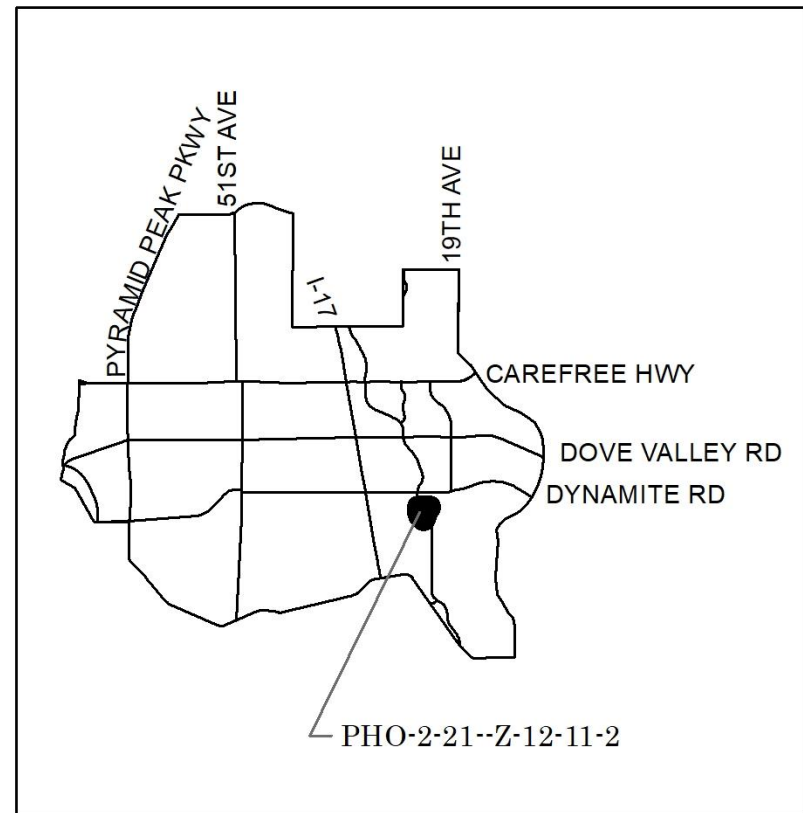 PYRAMID PEAK PKWY
51ST AVE
I-17
19TH AVE
CAREFREE HWY
DOVE VALLEY RD
DYNAMITE RD
PHO-2-21--Z-12-11-2